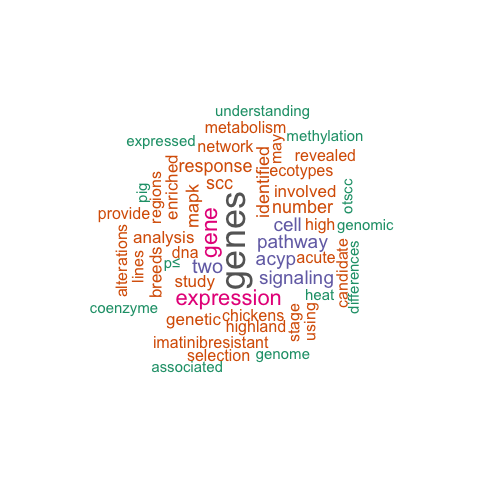 understanding
metabolism
expressed
network
may
methylation
response
identified
revealed
ecotypes
pig
regions
enriched
mapk
scc
genes
involved
otscc
provide
gene
number
cell
high
genomic
alterations
lines
analysis
breeds
dna
p≤
two
pathway
acyp
acute
candidate
differences
study
signaling
coenzyme
expression
heat
genetic
chickens
highland
stage
using
imatinibresistant
selection
genome
associated